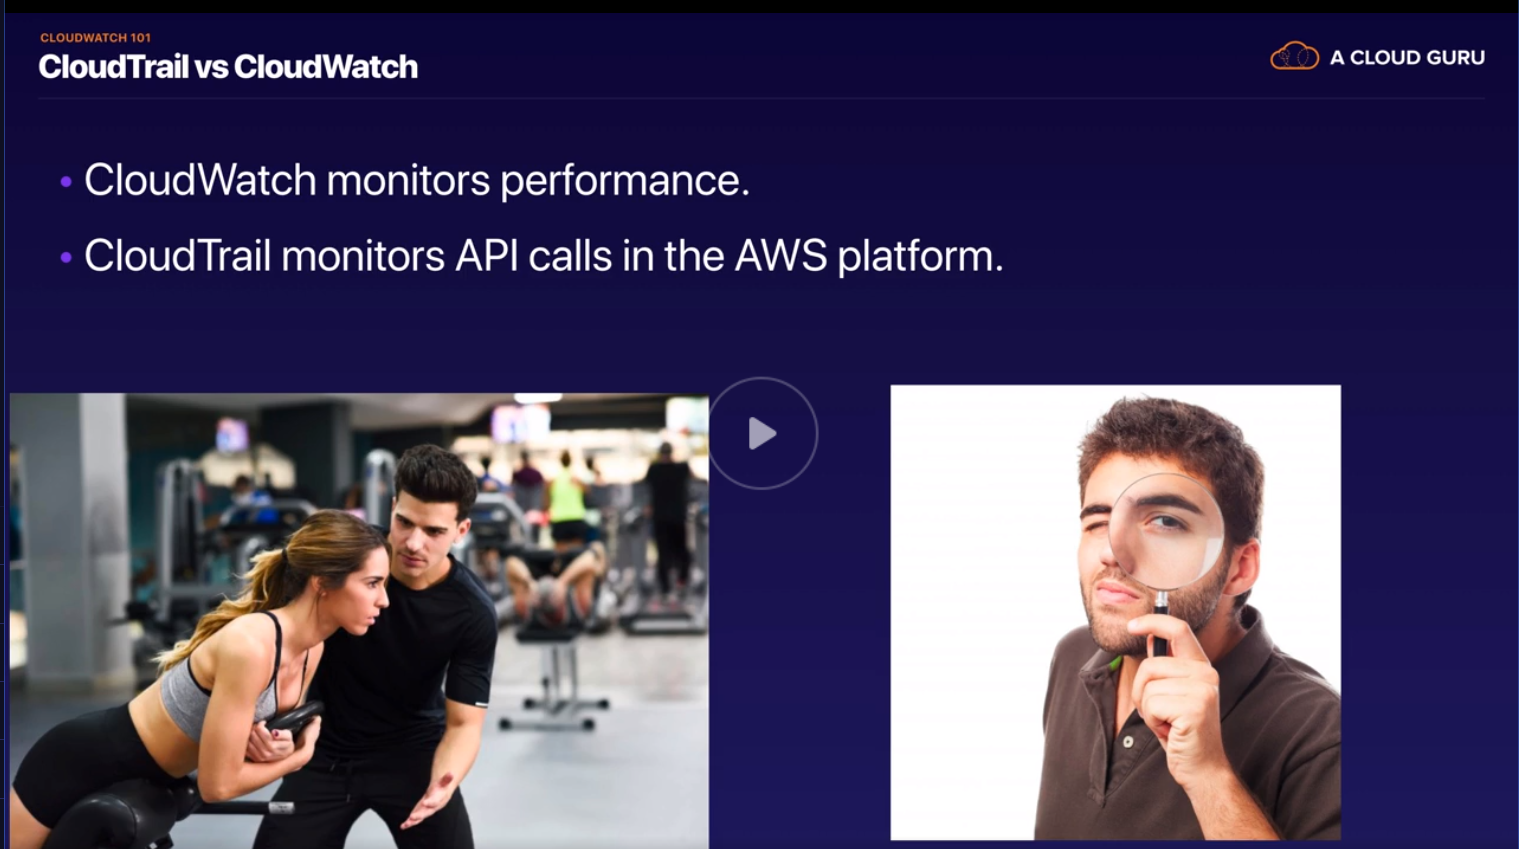 CLOUDWATCH 101
CloudTrail vs CloudWatch
A CLOUD GURU
• CloudWatch monitors performance.
• CloudTrail monitors API calls in the AWS platform.